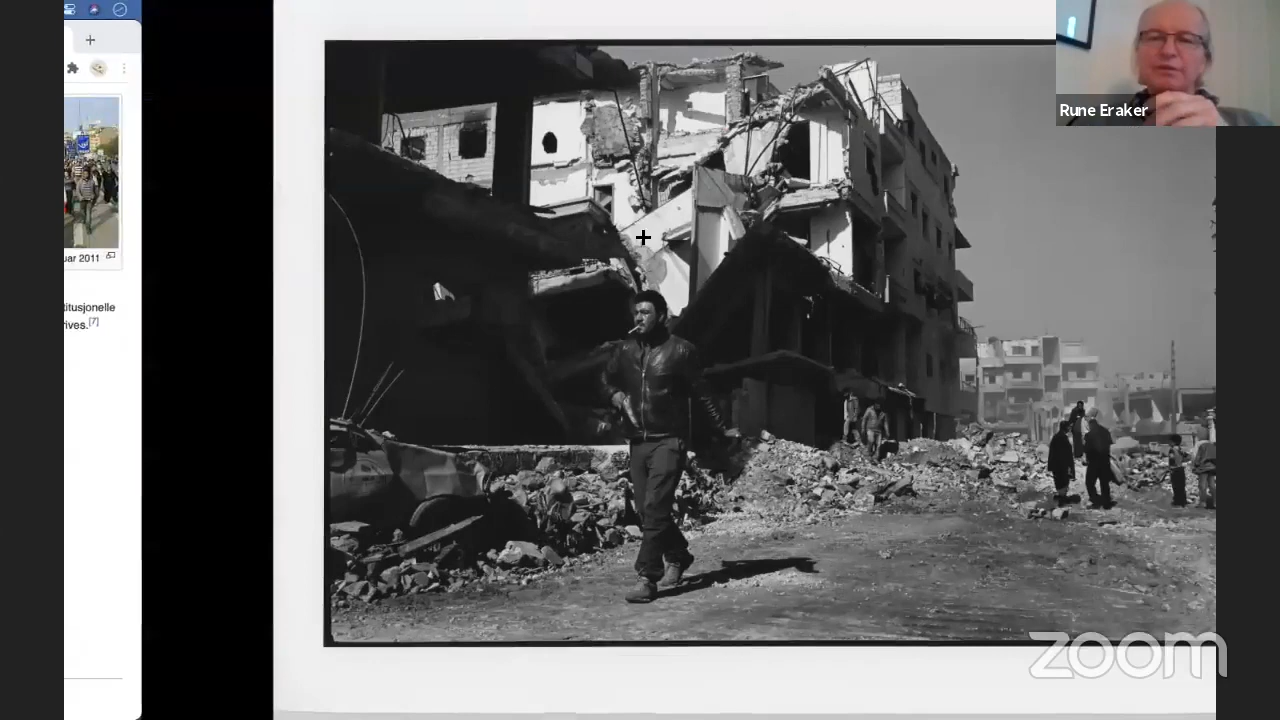 Rune Eraker
uar 2011
titusjonelle
rives.[7]
zoom